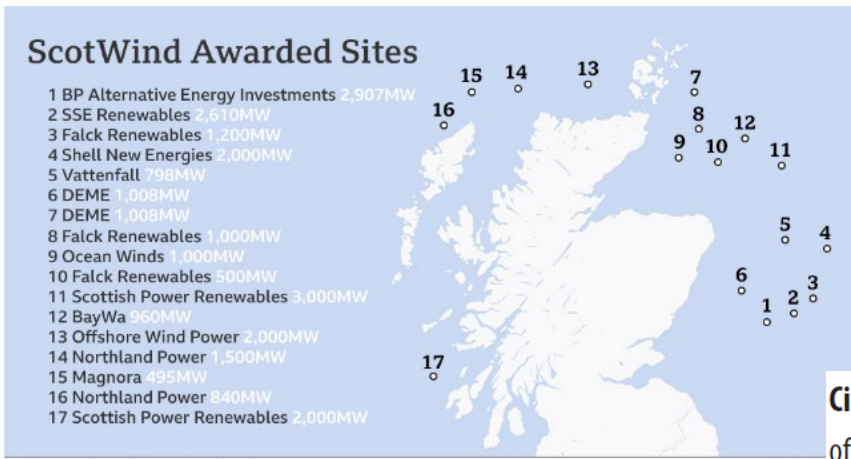 ScotWind Awarded Sites
1 BP Alternative Energy Investments 2,907MW
2 SSE Renewables 2,610MW
3 Falck Renewables 1,200MW
4 Shell New Energies 2,000MW
5 Vattenfall 798MW
6 DEME 1,008MW
7 DEME 1,008MW
8 Falck Renewables 1,000MW
9 Ocean Winds 1,000MW
10 Falck Renewables 500MW
11 Scottish Power Renewables 3,000MW
12 BayWa 960MW
13 Offshore Wind Power 2,000MW
14 Northland Power 1,500MW
15 Magnora 495MW
16 Northland Power 840MW
17 Scottish Power Renewables 2,000MW
13
15
14
7
16
8
12
9
10
11
5
4
6
3
2
1
17
Ci
of